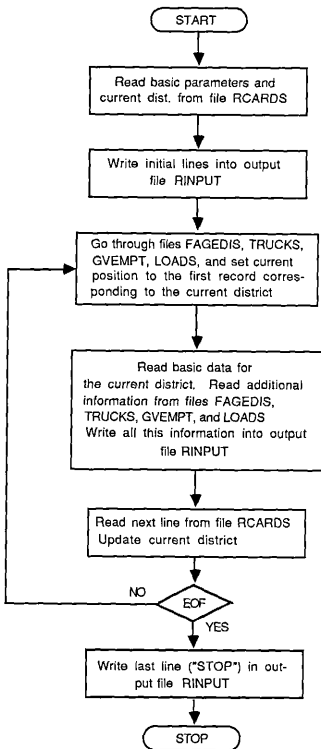 START
Read basic parameters and
current dist. from file RCARDS
Write initial lines into output
file RINPUT
Go through files FAGEDIS, TRUCKS,
GVEMPT, LOADS, and set current
position to the first record corres-
ponding to the current district
Read basic data for
the current district. Read additional
information from files FAGEDIS,
TRUCKS, GVEMPT, and LOADS
Write all this information into output
file RINPUT
Read next line from file RCARDS
Update current district
NO
EOF
YES
Write last line ("STOP") in out-
put file RINPUT
STOP